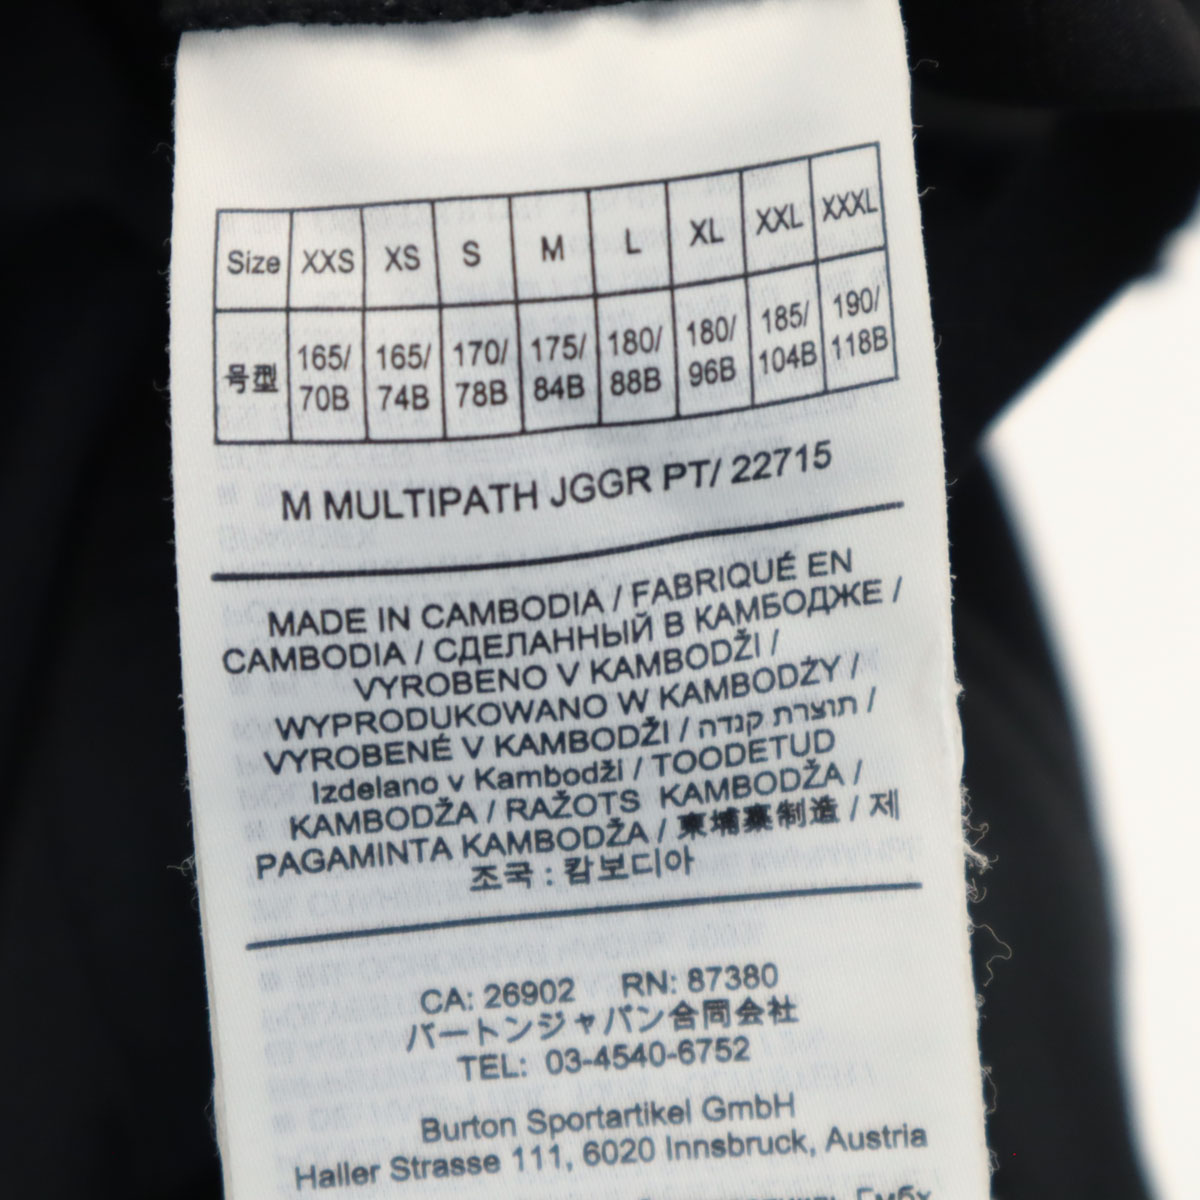 Size XXS XS S M L XL XXL XXXL
号型 165/70B 165/74B 170/78B 175/84B 180/88B 180/96B 185/104B 190/118B
M MULTIPATH JGGR PT/ 22715
MADE IN CAMBODIA / FABRIQUÉ EN
CAMBODIA / СДЕЛАННЫЙ В КАМБОДЖЕ /
VYROBENO V KAMBODŽI /
WYPRODUKOWANO W KAMBODŻY /
VYROBENÉ V KAMBODŽI / תוצרת קנודה /
Izdelano v Kambodži / TOODETUD
KAMBODŽA / RAŽOTS KAMBODŽA /
PAGAMINTA KAMBODŽA / 柬埔寨制造 / 제
조국 : 캄보디아
CA: 26902 RN: 87380
バートンジャパン合同会社
TEL: 03-4540-6752
Burton Sportartikel GmbH
Haller Strasse 111, 6020 Innsbruck, Austria
Гмбх